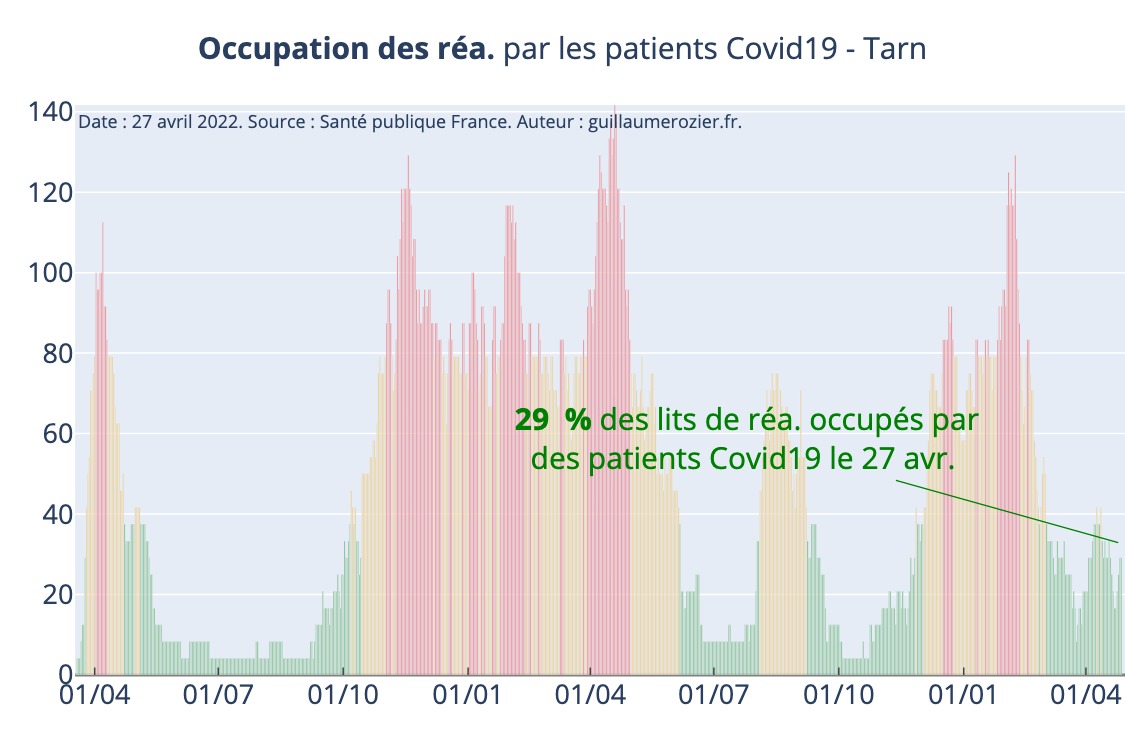 Occupation des réa. par les patients Covid19 - Tarn
140
Date : 27 avril 2022. Source : Santé publique France. Auteur : guillaumerozier.fr.
120
100
80
60
40
20
0
29 % des lits de réa. occupés par
des patients Covid19 le 27 avr.
01/04 01/07 01/10 01/01 01/04 01/07 01/10 01/01 01/04